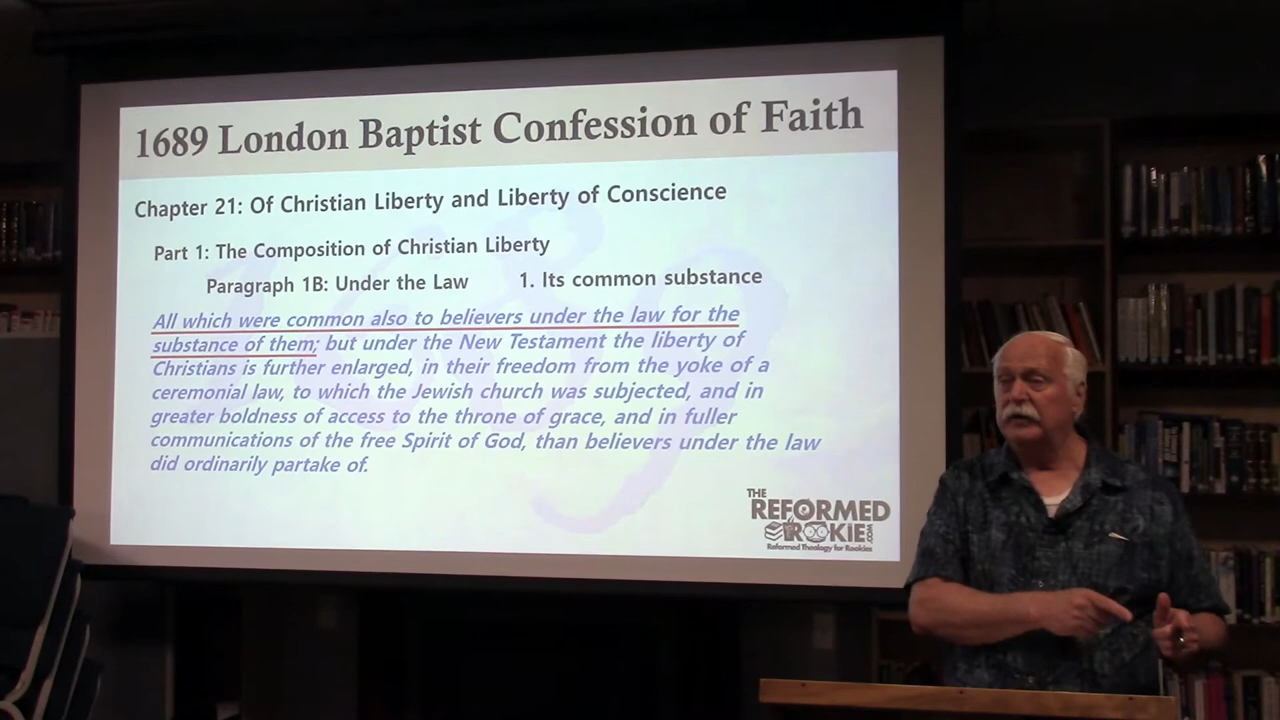 1689 London Baptist Confession of Faith
Chapter 21: Of Christian Liberty and Liberty of Conscience
Part 1: The Composition of Christian Liberty
Paragraph 1B: Under the Law 1. Its common substance
All which were common also to believers under the law for the
substance of them; but under the New Testament the liberty of
Christians is further enlarged, in their freedom from the yoke of a
ceremonial law, to which the Jewish church was subjected, and in
greater boldness of access to the throne of grace, and in fuller
communications of the free Spirit of God, than believers under the law
did ordinarily partake of.
THE
REFORMED
ROOKIE.COM
Reformed Theology for Rookies